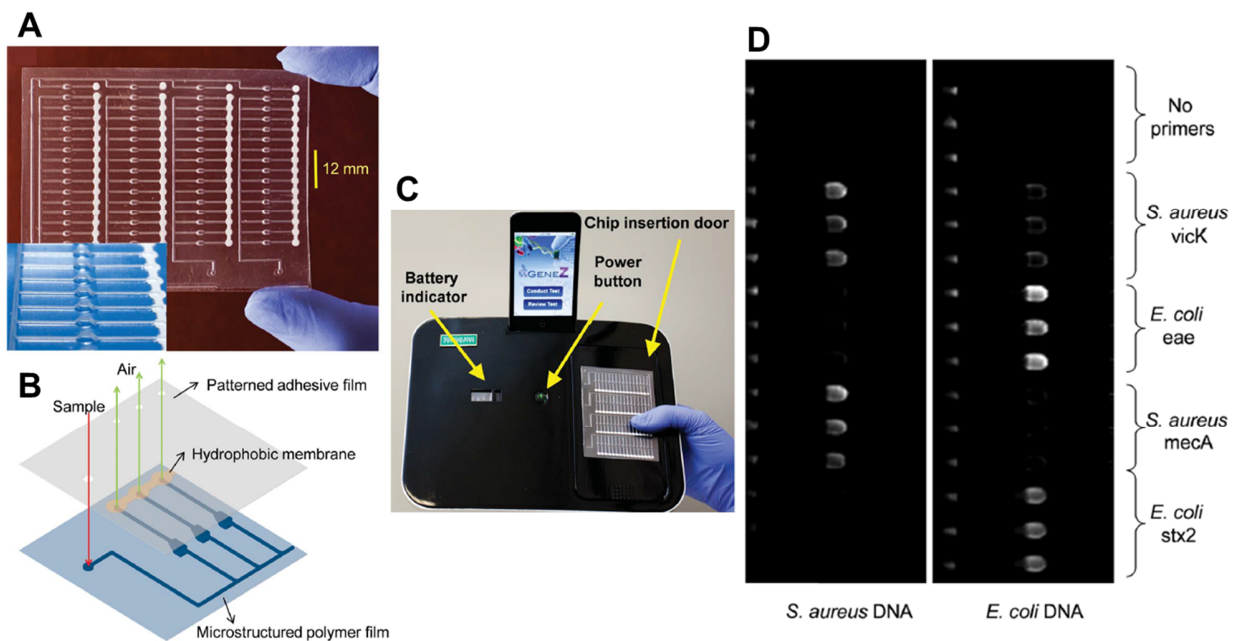 A
12 mm
B
Patterned adhesive film
Air
Sample
Hydrophobic membrane
Microstructured polymer film
C
Chip insertion door
Power
button
Battery
indicator
GENEZ
Conduct Test
Review Test
D
No
primers
S. aureus
vicK
E. coli
eae
S. aureus
mecA
E. coli
stx2
S. aureus DNA
E. coli DNA